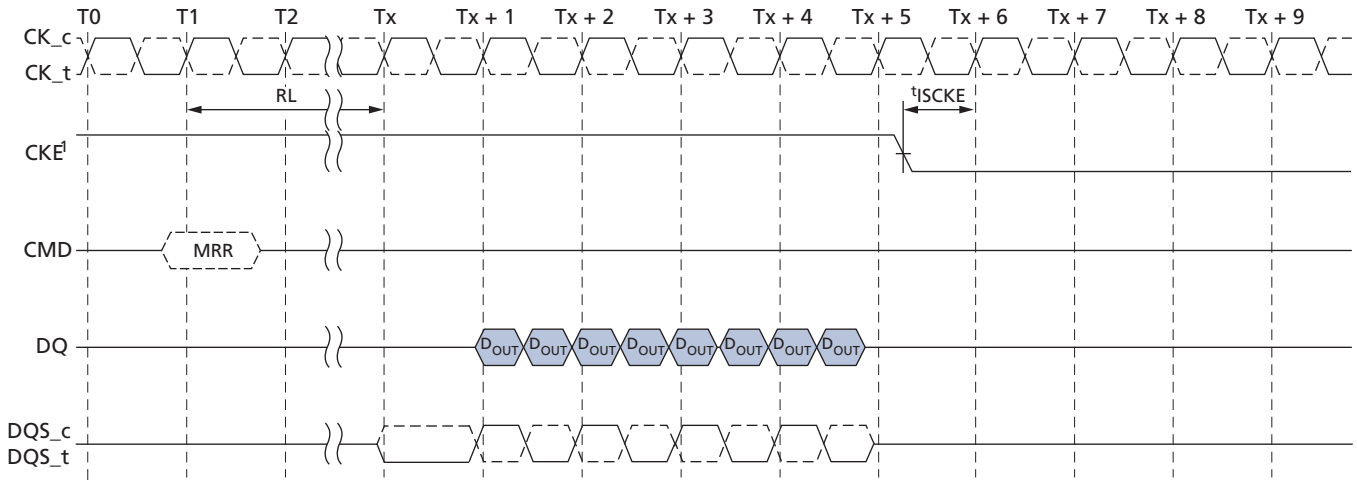 T0 T1 T2 Tx Tx + 1 Tx + 2 Tx + 3 Tx + 4 Tx + 5 Tx + 6 Tx + 7 Tx + 8 Tx + 9
CK_c
CK_t
RL
tISCKE
CKE1
CMD
MRR
DQ
DOUT DOUT DOUT DOUT DOUT DOUT DOUT DOUT
DQS_c
DQS_t